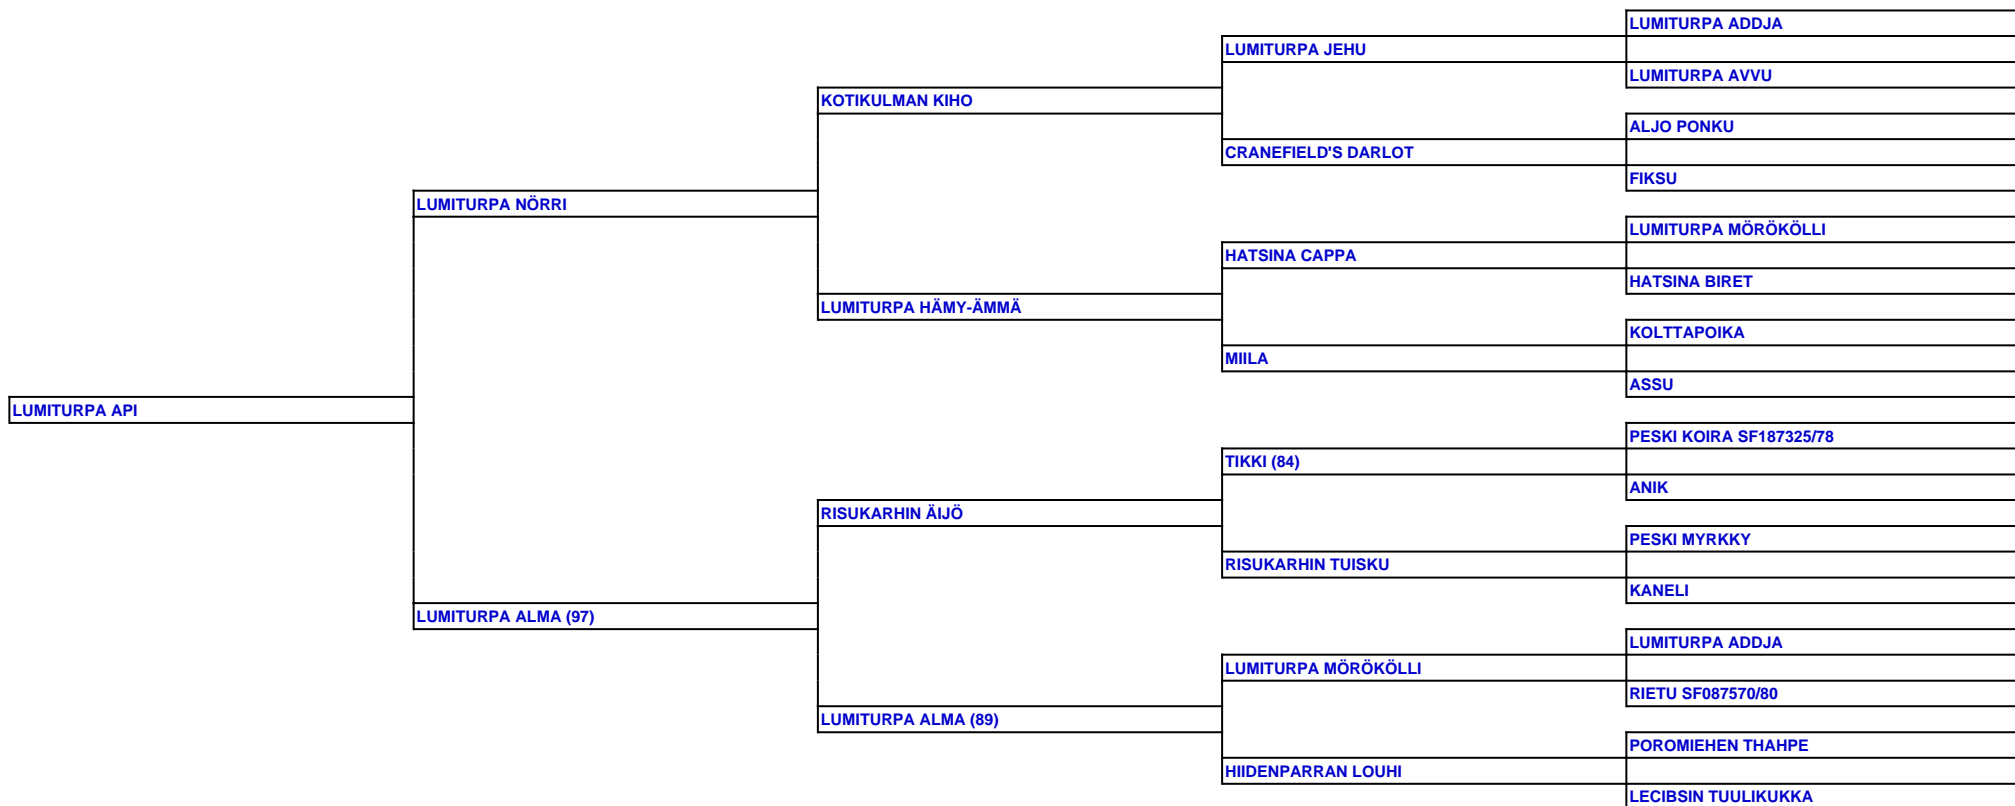 LUMITURPA ADDJA
LUMITURPA JEHU
LUMITURPA AVVU
KOTIKULMAN KIHO
ALJO PONKU
CRANEFIELD'S DARLOT
FIKSU
LUMITURPA NÖRRI
LUMITURPA MÖRÖKÖLLI
HATSINA CAPPA
HATSINA BIRET
LUMITURPA HÄMY-ÄMMÄ
KOLTTAPOIKA
MIILA
ASSU
LUMITURPA API
PESKI KOIRA SF187325/78
TIKKI (84)
ANIK
RISUKARHIN ÄIJÖ
PESKI MYRKKY
RISUKARHIN TUISKU
KANELI
LUMITURPA ALMA (97)
LUMITURPA ADDJA
LUMITURPA MÖRÖKÖLLI
RIETU SF087570/80
LUMITURPA ALMA (89)
POROMIEHEN THAHPE
HIIDENPARRAN LOUHI
LECIBSIN TUULIKUKKA